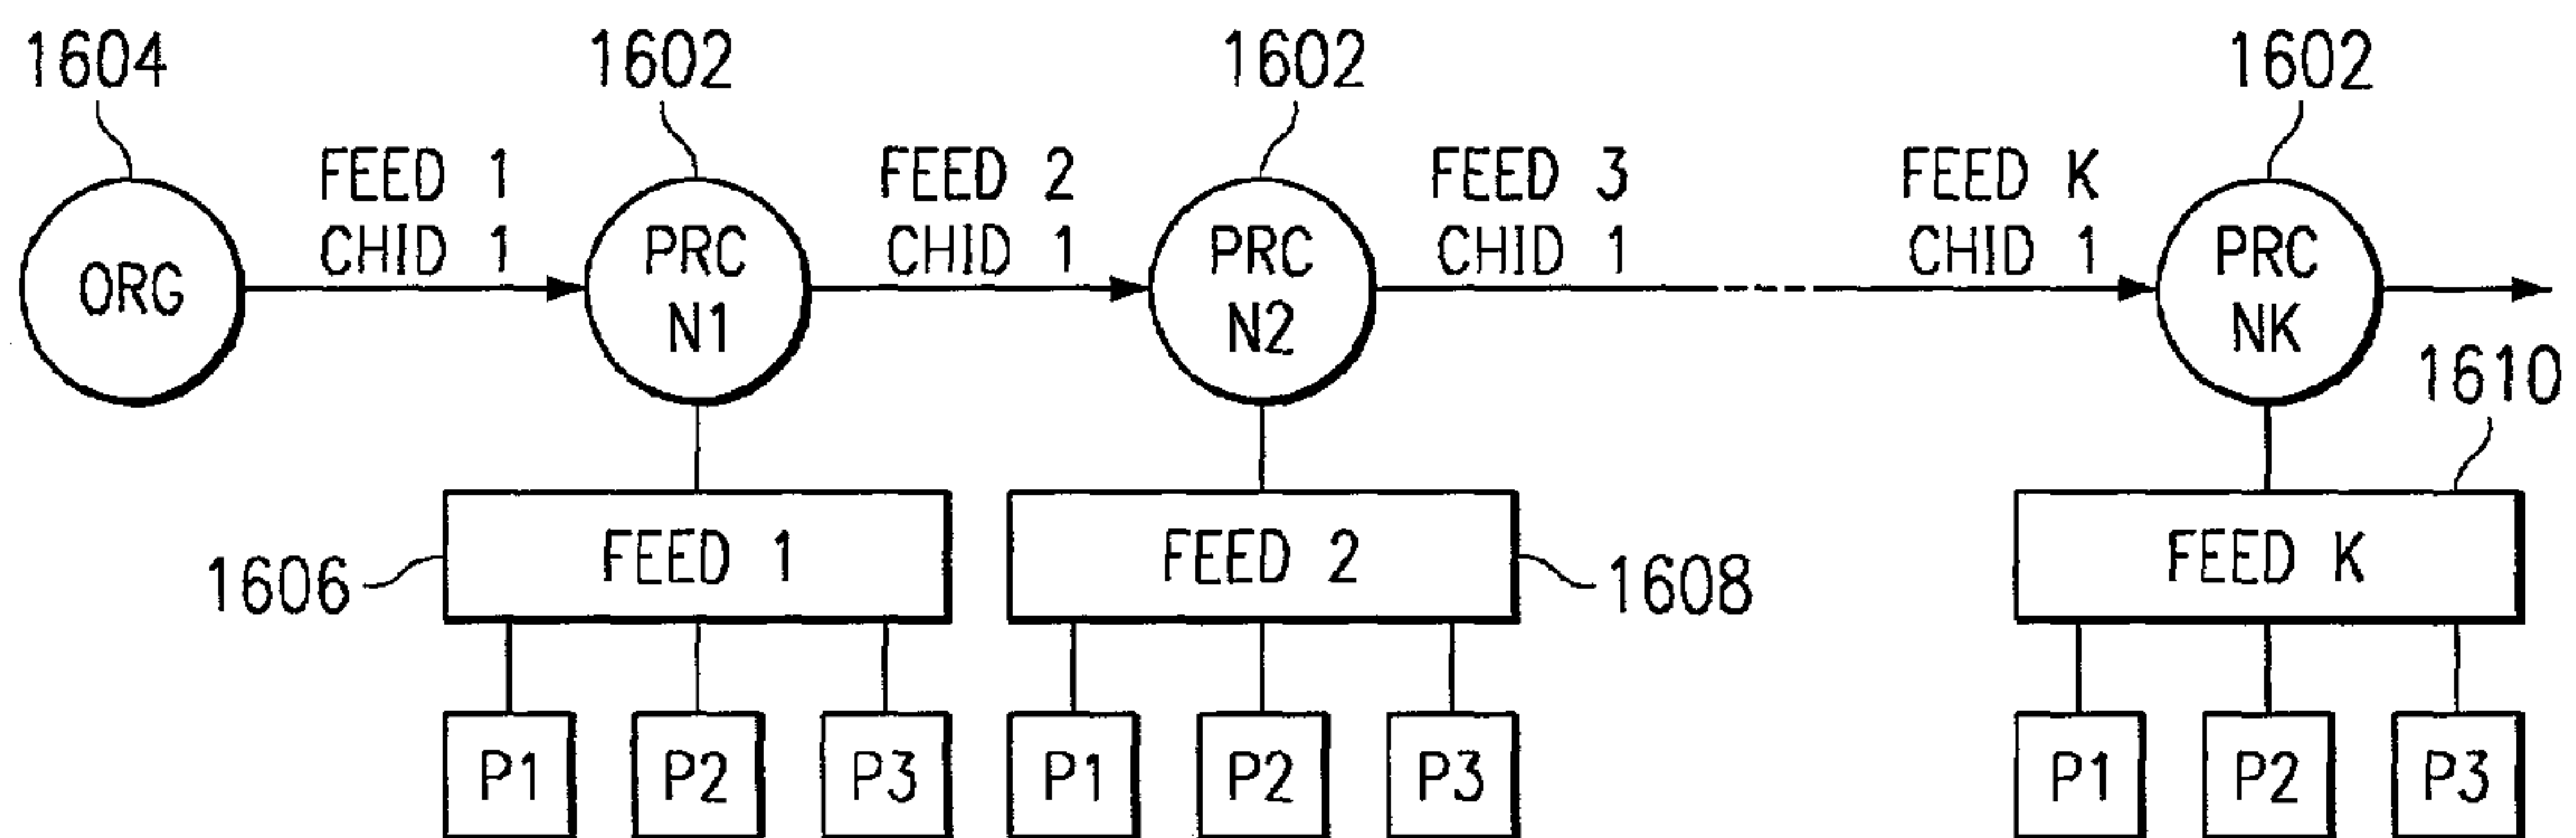 1604
1602
1602
1602
FEED 1
CHID 1
FEED 2
CHID 1
FEED 3
CHID 1
FEED K
CHID 1
ORG
PRC
N1
PRC
N2
PRC
NK
1610
FEED 1
FEED 2
FEED K
1606
1608
P1
P2
P3
P1
P2
P3
P1
P2
P3